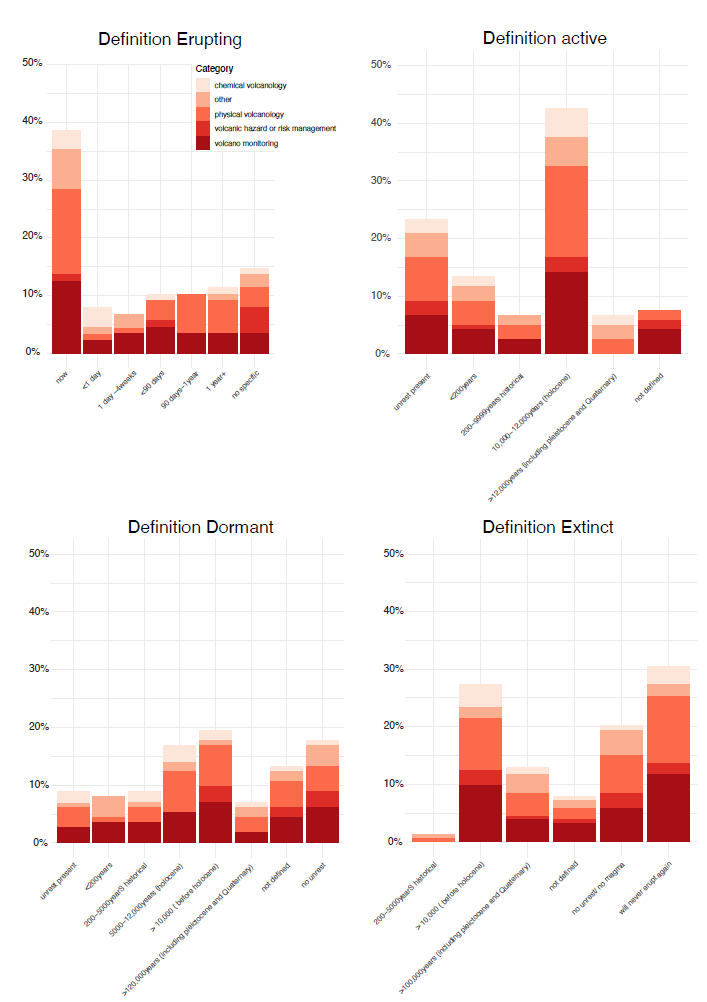 Definition Erupting
50%
40%
30%
20%
10%
0%
Category
chemical volcanology
other
physical volcanology
volcanic hazard or risk management
volcano monitoring
now
<1 day
1 day –4weeks
<90 days
90 days–1year
1 year+
no specific
Definition active
50%
40%
30%
20%
10%
0%
unrest present
<200years
200–9999years historical
10,000–12,000years (holocene)
>12,000years (including pleistocene and Quaternary)
not defined
Definition Dormant
50%
40%
30%
20%
10%
0%
unrest present
<200years
200–5000yearS historical
5000–12,000years (holocene)
> 10,000 ( before holocene)
>120,000years (including pleictocene and Quaternary)
not defined
no unrest
Definition Extinct
50%
40%
30%
20%
10%
0%
200–5000yearS historical
> 10,000 ( before holocene)
>100,000years (including pleictocene and Quaternary)
not defined
no unrest/ no magma
will never erupt again